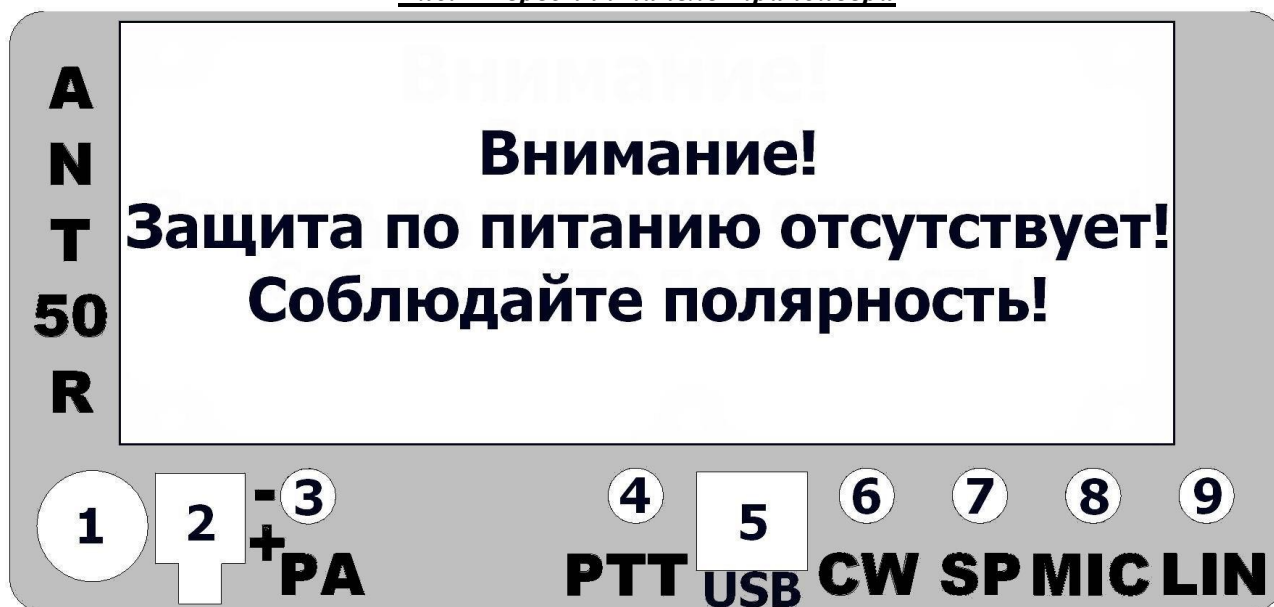 Внимание!
Защита по питанию отсутствует!
Соблюдайте полярность!
A
N
T
50
R
1
2
-
+
3
PA
4
PTT
5
USB
6
CW
7
SP
8
MIC
9
LIN